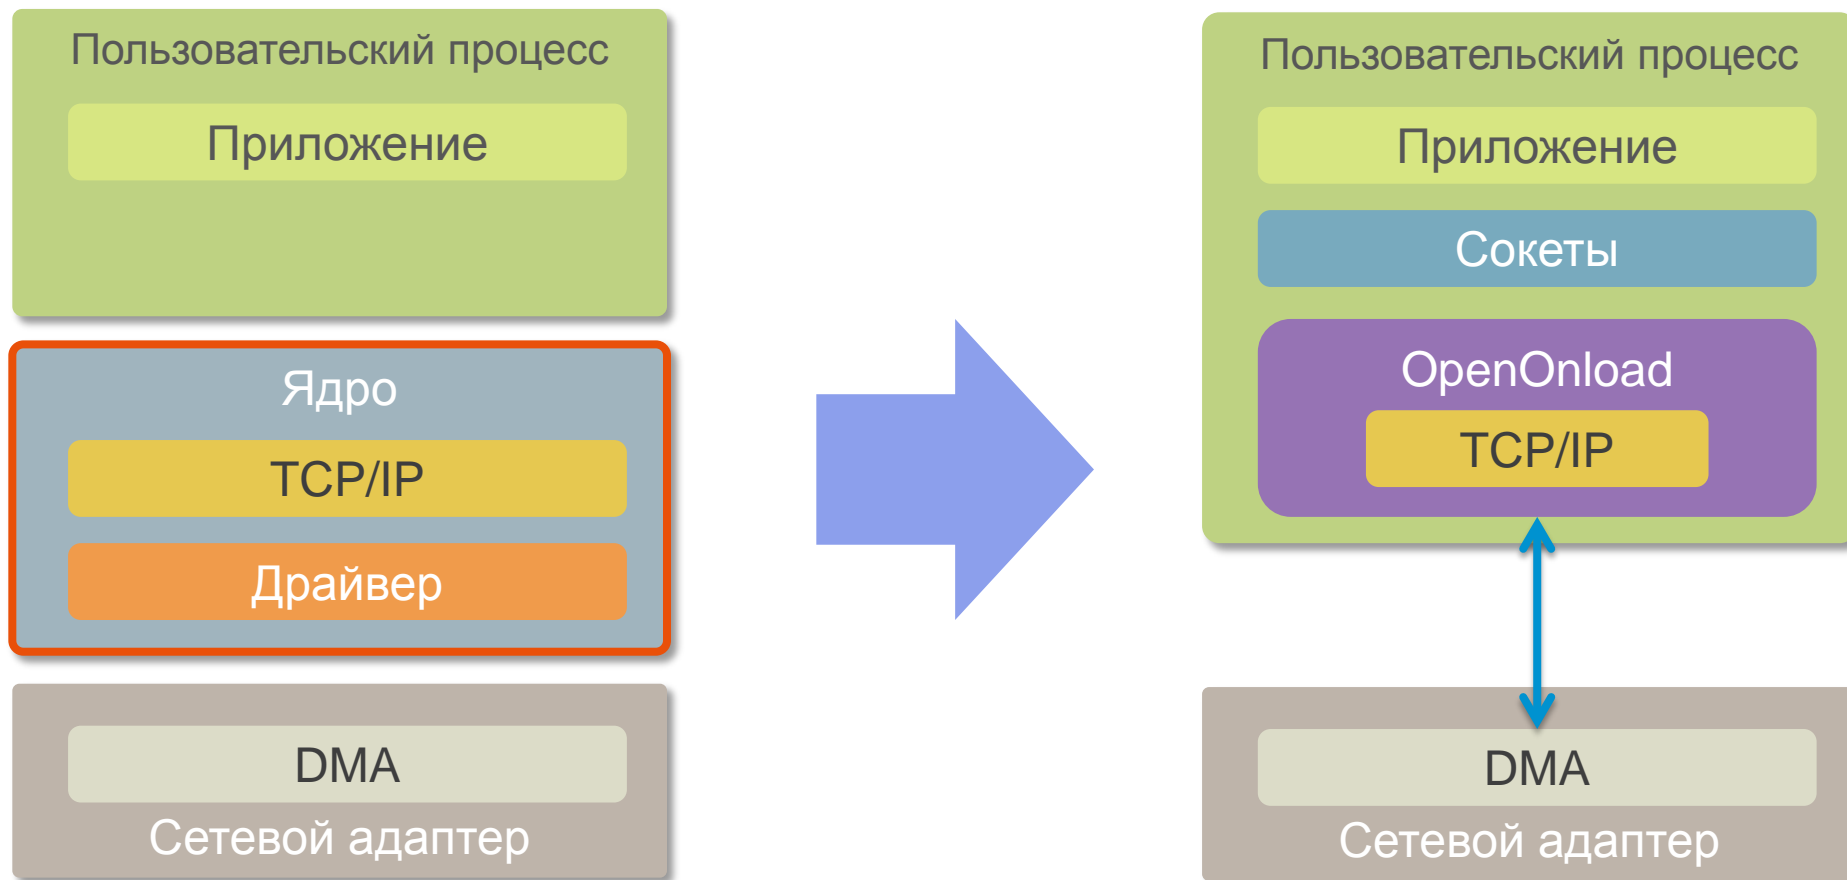 Пользовательский процесс
Приложение
Ядро
TCP/IP
Драйвер
DMA
Сетевой адаптер
Пользовательский процесс
Приложение
Сокеты
OpenOnload
TCP/IP
DMA
Сетевой адаптер